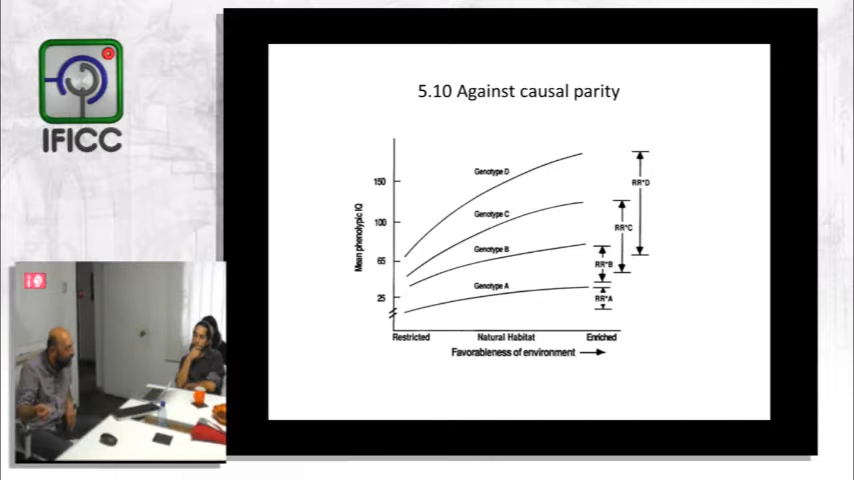 IFICC
5.10 Against causal parity
Mean phenotypic IQ
150
100
65
25
Genotype D
Genotype C
Genotype B
Genotype A
RR*D
RR*C
RR*B
RR*A
Restricted
Natural Habitat
Enriched
Favorableness of environment